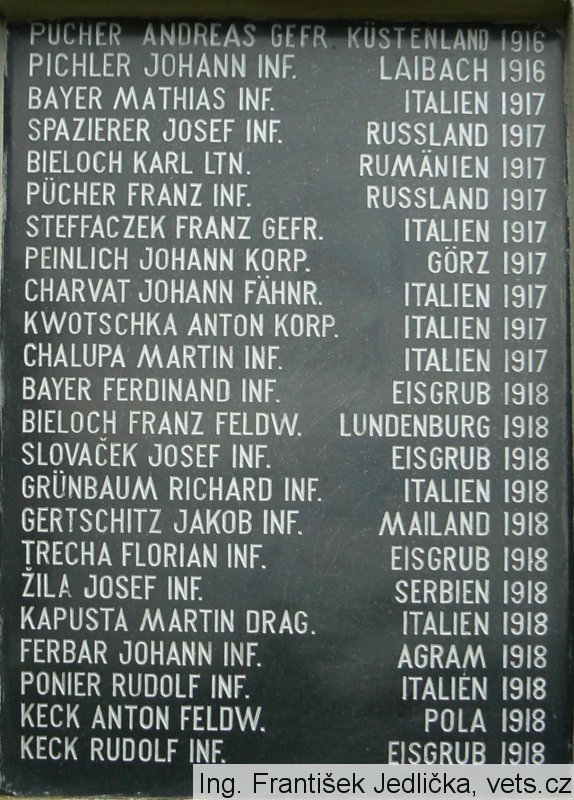 PÜCHER ANDREAS GEFR. KÜSTENLAND 1916
PICHLER JOHANN INF. LAIBACH 1916
BAYER MATHIAS INF. ITALIEN 1917
SPAZIERER JOSEF INF. RUSSLAND 1917
BIELOCH KARL LTN. RUMÄNIEN 1917
PÜCHER FRANZ INF. RUSSLAND 1917
STEFFACZEK FRANZ GEFR. ITALIEN 1917
PEINLICH JOHANN KORP. GÖRZ 1917
CHARVAT JOHANN FÄHNR. ITALIEN 1917
KWOTSCHKA ANTON KORP. ITALIEN 1917
CHALUPA MARTIN INF. ITALIEN 1917
BAYER FERDINAND INF. EISGRUB 1918
BIELOCH FRANZ FELDW. LUNDENBURG 1918
SLOVAČEK JOSEF INF. EISGRUB 1918
GRÜNBAUM RICHARD INF. ITALIEN 1918
GERTSCHITZ JAKOB INF. MAILAND 1918
TRECHA FLORIAN INF. EISGRUB 1918
ŽILA JOSEF INF. SERBIEN 1918
KAPUSTA MARTIN DRAG. ITALIEN 1918
FERBAR JOHANN INF. AGRAM 1918
PONIER RUDOLF INF. ITALIEN 1918
KECK ANTON FELDW. POLA 1918
KECK RUDOLF INF. EISGRUB 1918
Ing. František Jedlička, vets.cz